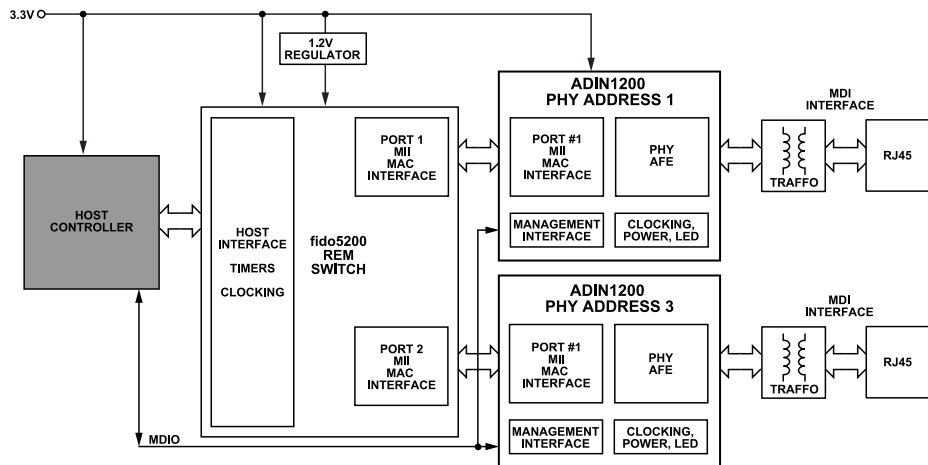 3.3V
1.2V
REGULATOR
HOST
CONTROLLER
HOST
INTERFACE
TIMERS
CLOCKING
fido5200
REM
SWITCH
PORT 1
MII
MAC
INTERFACE
PORT 2
MII
MAC
INTERFACE
MDIO
ADIN1200
PHY ADDRESS 1
PORT #1
MII
MAC
INTERFACE
PHY
AFE
MANAGEMENT
INTERFACE
CLOCKING,
POWER, LED
MDI
INTERFACE
TRAFFO
RJ45
ADIN1200
PHY ADDRESS 3
PORT #1
MII
MAC
INTERFACE
PHY
AFE
MANAGEMENT
INTERFACE
CLOCKING,
POWER, LED
MDI
INTERFACE
TRAFFO
RJ45